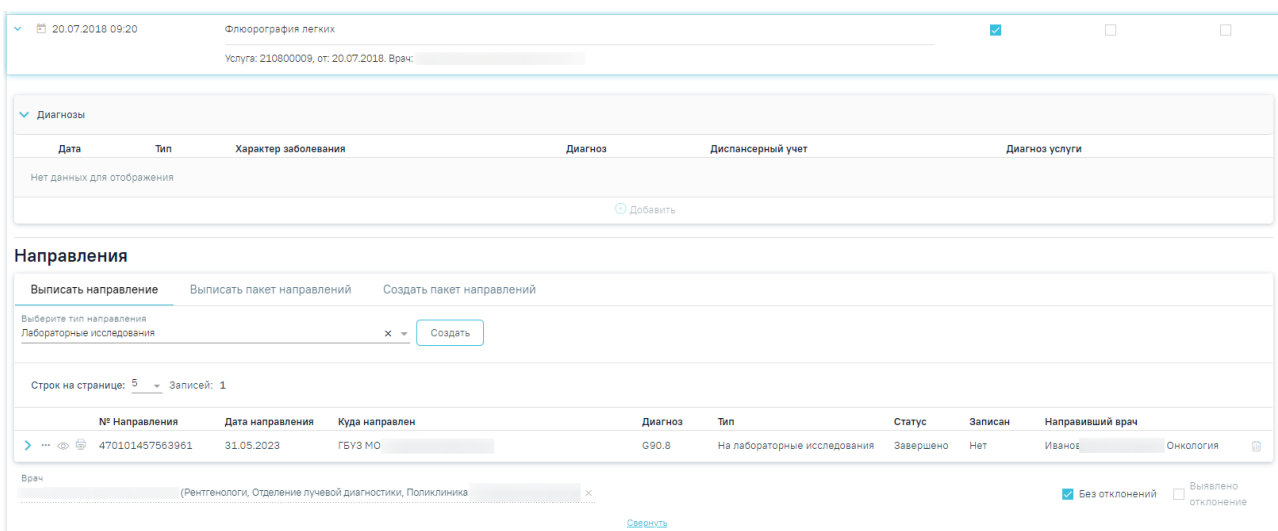 20.07.2018 09:20 Флюорография легких
Услуга: 210800009, от: 20.07.2018. Врач:
Диагнозы
Дата Тип Характер заболевания Диагноз Диспансерный учет Диагноз услуги
Нет данных для отображения
Добавить
Направления
Выписать направление Выписать пакет направлений Создать пакет направлений
Выберите тип направления
Лабораторные исследования Создать
Строк на странице: 5 Записей: 1
№ Направления Дата направления Куда направлен Диагноз Тип Статус Записан Направивший врач
470101457563961 31.05.2023 ГБУЗ МО G90.8 На лабораторные исследования Завершено Нет Иванов Онкология
Врач
(Рентгенологи, Отделение лучевой диагностики, Поликлиника
Без отклонений Выявлено отклонение
Свернуть